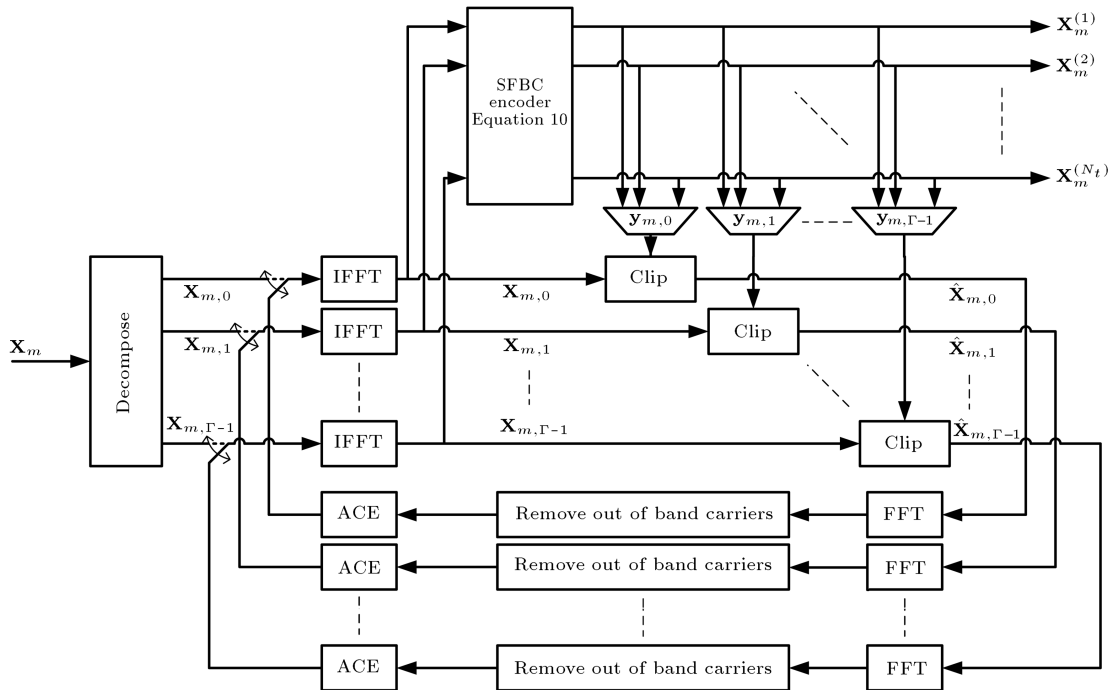 X_m^(1)
X_m^(2)
SFBC
encoder
Equation 10
X_m^(N_t)
y_m,0
y_m,1
y_m,Γ-1
IFFT
Clip
X_m,0
X_m,0
X̂_m,0
IFFT
Clip
X_m
X_m,1
X_m,1
X̂_m,1
Decompose
X_m,Γ-1
X_m,Γ-1
X̂_m,Γ-1
IFFT
Clip
ACE
Remove out of band carriers
FFT
ACE
Remove out of band carriers
FFT
ACE
Remove out of band carriers
FFT